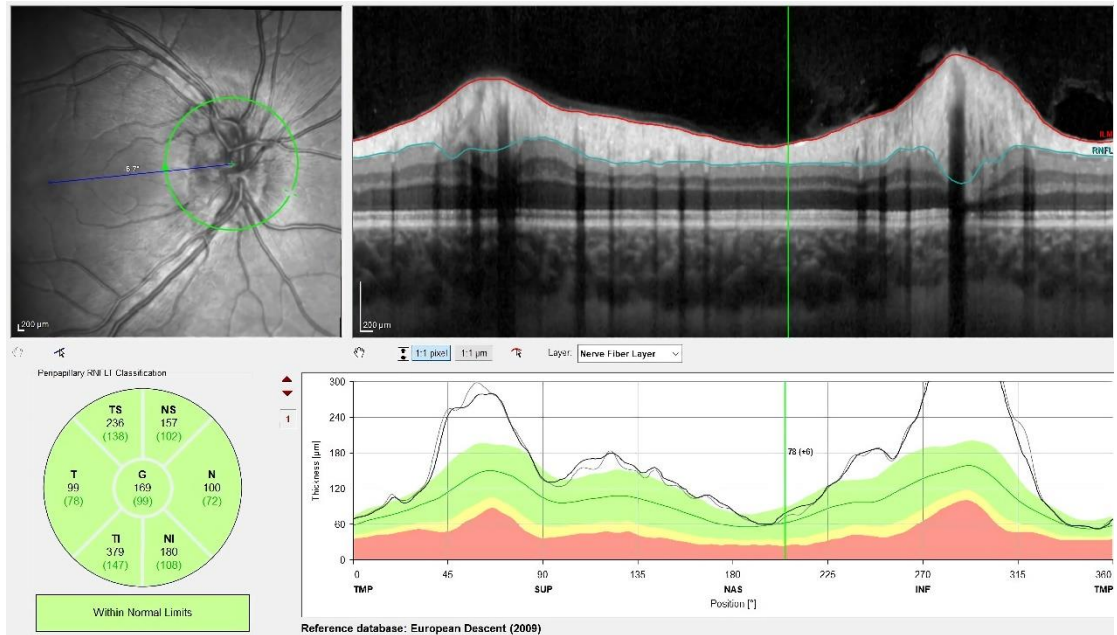 6.7°
200 µm
200 µm
ILM
RNFL
1:1 pixel
1:1 µm
Layer:
Nerve Fiber Layer
Peripapillary RNFLT Classification
TS
236
(138)
NS
157
(102)
T
99
(78)
G
169
(99)
N
100
(72)
TI
379
(147)
NI
180
(108)
Within Normal Limits
1
Thickness [µm]
300
240
180
120
60
0
78 (+6)
0 45 90 135 180 225 270 315 360
TMP SUP NAS INF TMP
Position [°]
Reference database: European Descent (2009)